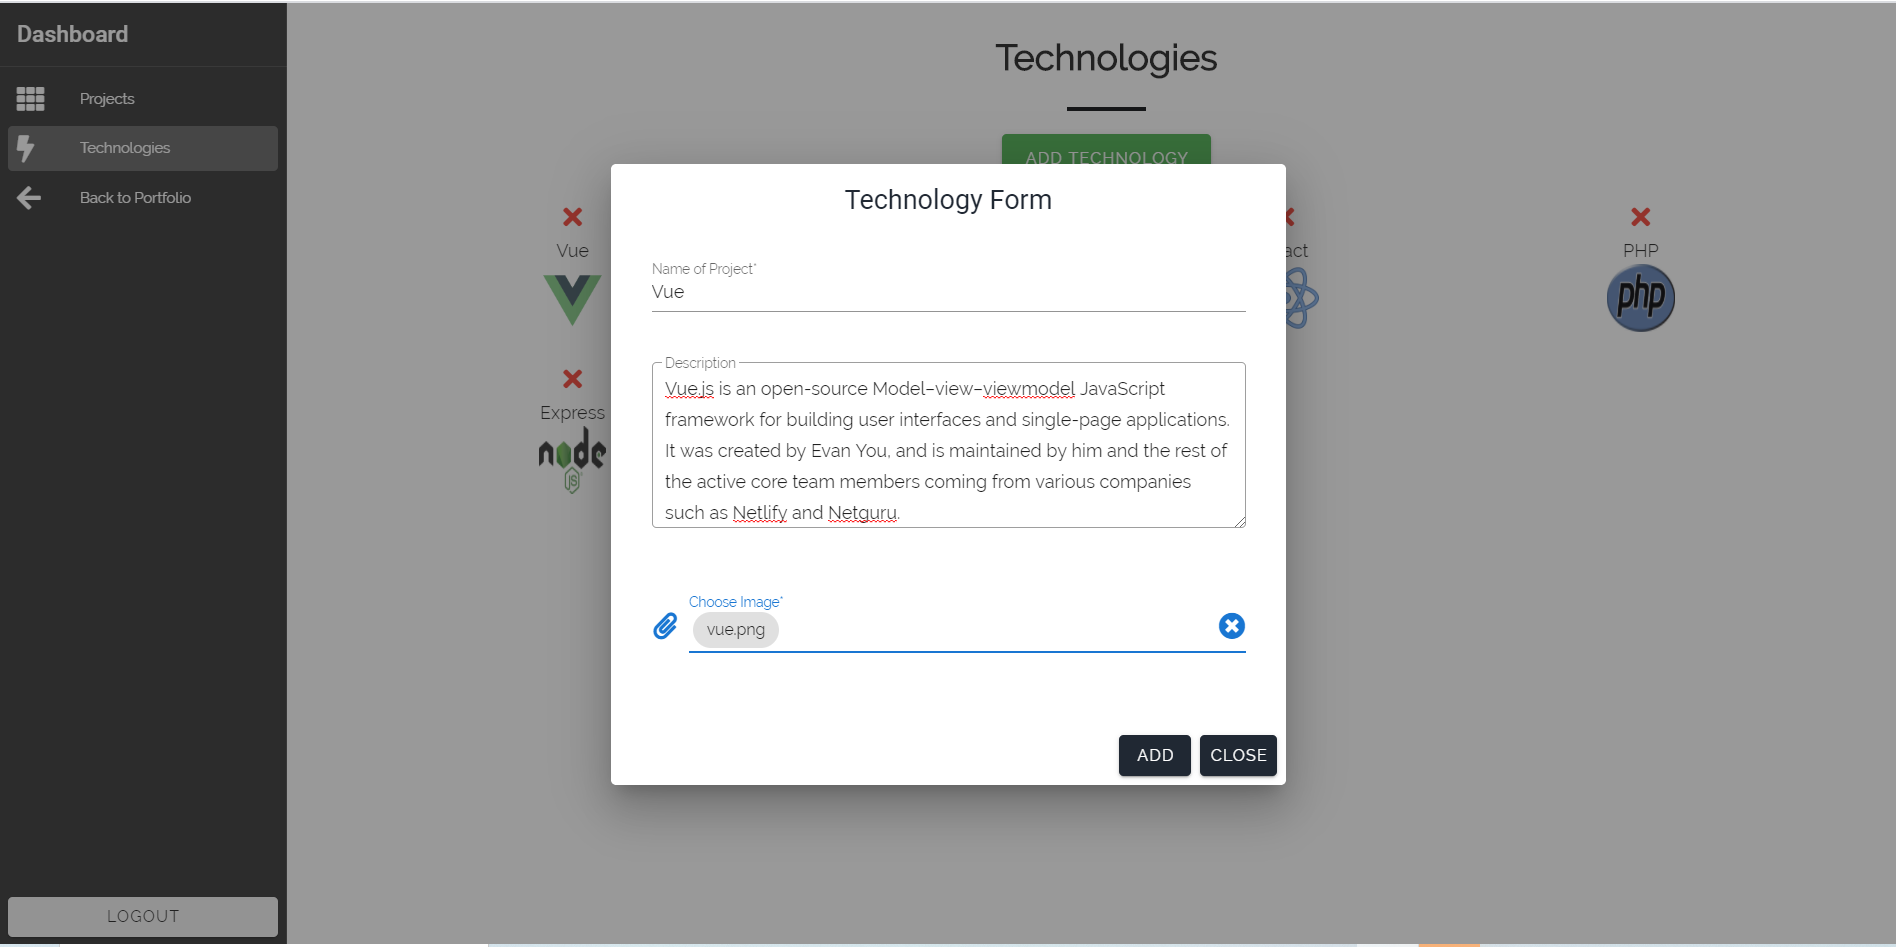 Dashboard
Projects
Technologies
Back to Portfolio
LOGOUT
Technologies
ADD TECHNOLOGY
Vue
act
PHP
php
Express
node
JS
Technology Form
Name of Project*
Vue
Description
Vue.js is an open-source Model–view–viewmodel JavaScript
framework for building user interfaces and single-page applications.
It was created by Evan You, and is maintained by him and the rest of
the active core team members coming from various companies
such as Netlify and Netguru.
Choose Image*
vue.png
ADD
CLOSE